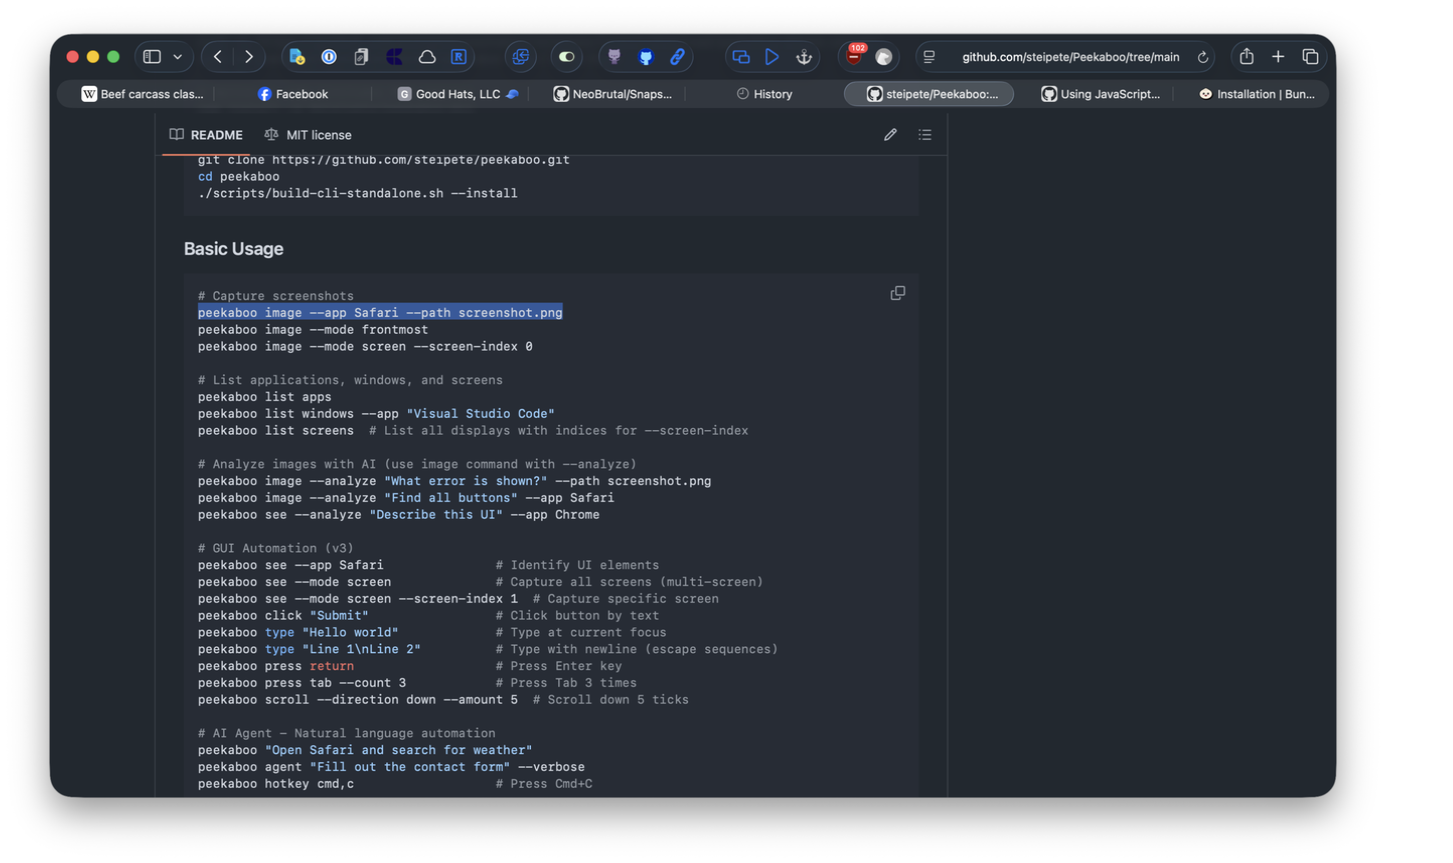 102
github.com/steipete/Peekaboo/tree/main
W Beef carcass clas...
Facebook
G Good Hats, LLC
NeoBrutal/Snaps...
History
steipete/Peekaboo:...
Using JavaScript...
Installation | Bun...
README
MIT license
git clone https://github.com/steipete/peekaboo.git
cd peekaboo
./scripts/build-cli-standalone.sh --install
Basic Usage
# Capture screenshots
peekaboo image --app Safari --path screenshot.png
peekaboo image --mode frontmost
peekaboo image --mode screen --screen-index 0
# List applications, windows, and screens
peekaboo list apps
peekaboo list windows --app "Visual Studio Code"
peekaboo list screens  # List all displays with indices for --screen-index
# Analyze images with AI (use image command with --analyze)
peekaboo image --analyze "What error is shown?" --path screenshot.png
peekaboo image --analyze "Find all buttons" --app Safari
peekaboo see --analyze "Describe this UI" --app Chrome
# GUI Automation (v3)
peekaboo see --app Safari               # Identify UI elements
peekaboo see --mode screen              # Capture all screens (multi-screen)
peekaboo see --mode screen --screen-index 1  # Capture specific screen
peekaboo click "Submit"                 # Click button by text
peekaboo type "Hello world"             # Type at current focus
peekaboo type "Line 1\nLine 2"          # Type with newline (escape sequences)
peekaboo press return                   # Press Enter key
peekaboo press tab --count 3            # Press Tab 3 times
peekaboo scroll --direction down --amount 5  # Scroll down 5 ticks
# AI Agent - Natural language automation
peekaboo "Open Safari and search for weather"
peekaboo agent "Fill out the contact form" --verbose
peekaboo hotkey cmd,c                   # Press Cmd+C